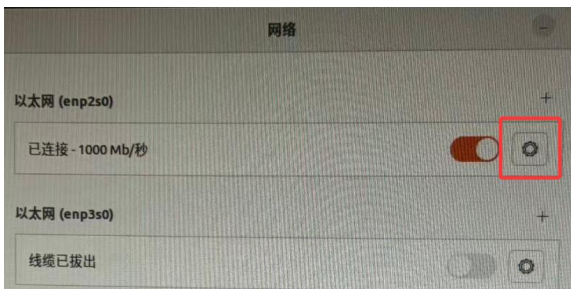 网络
以太网 (enp2s0)
已连接 - 1000 Mb/秒
以太网 (enp3s0)
线缆已拔出